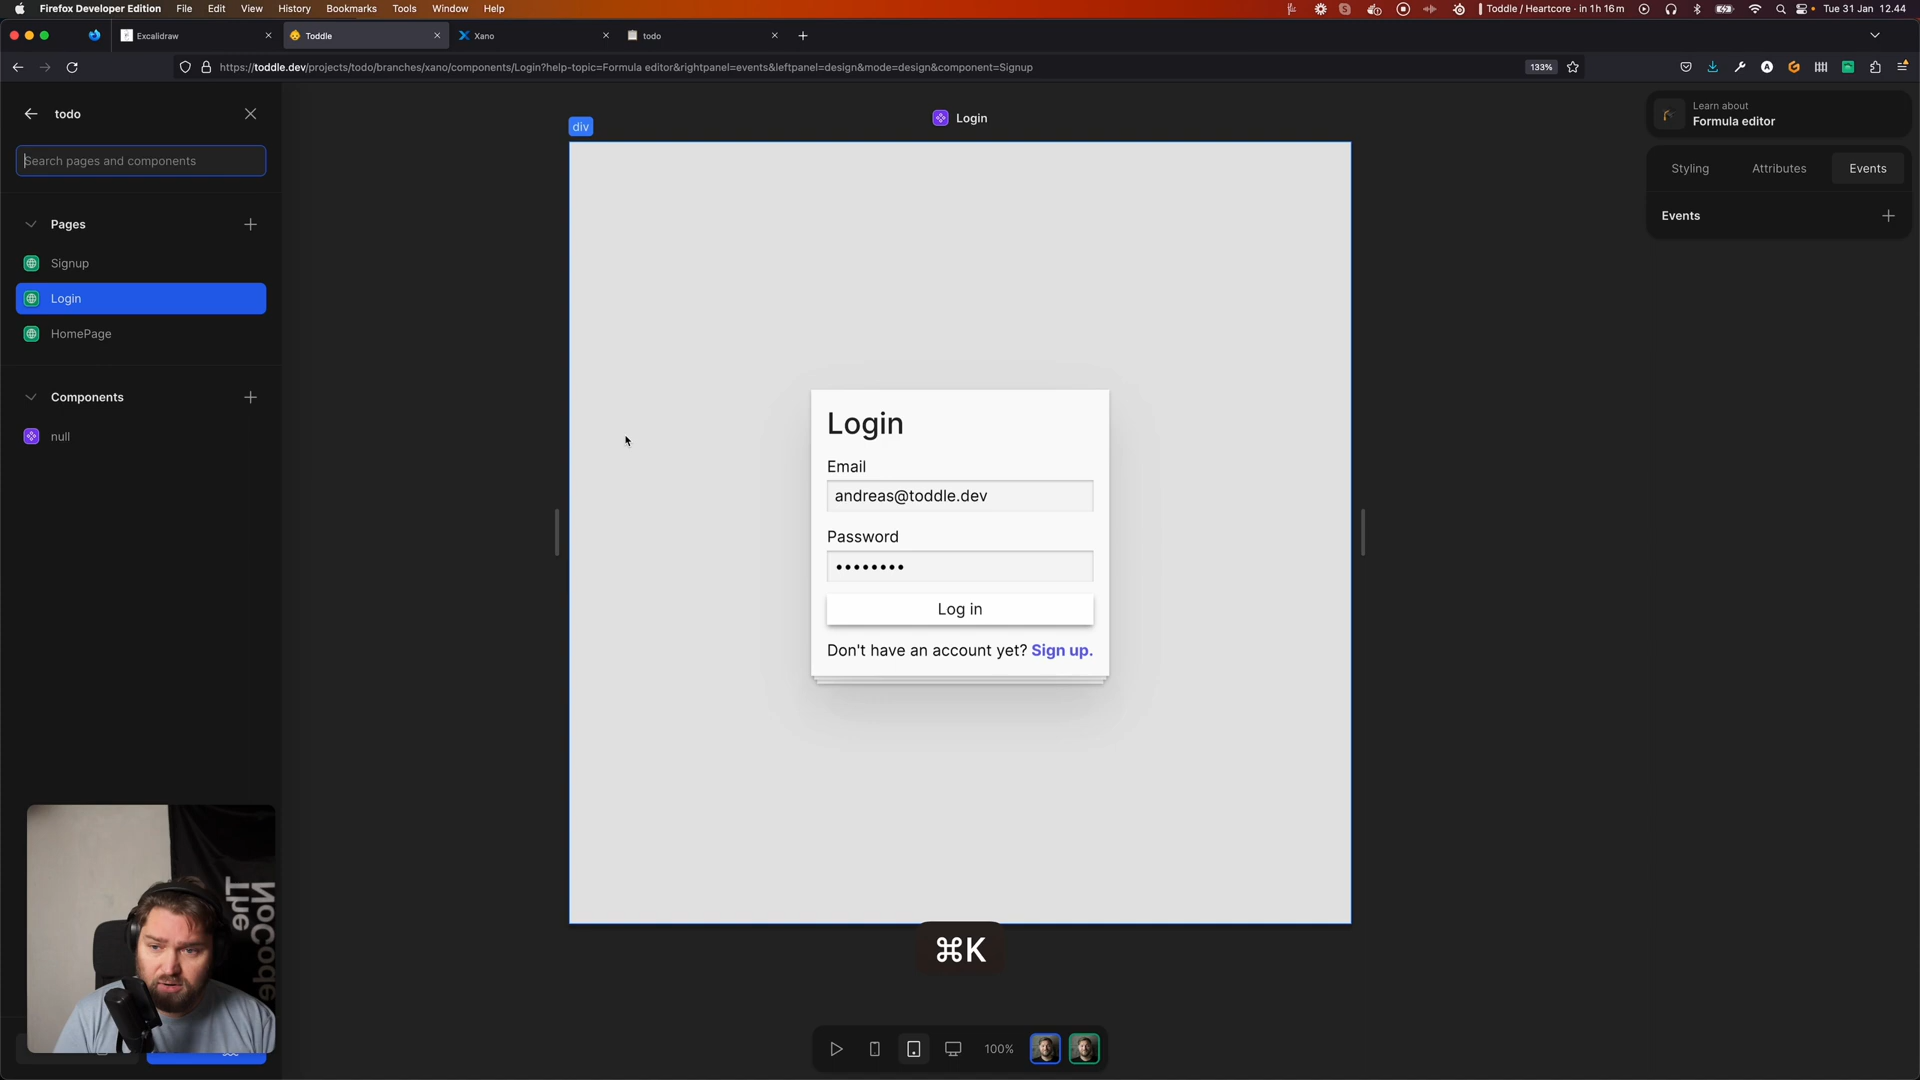 Firefox Developer Edition File Edit View History Bookmarks Tools Window Help
Toddle / Heartcore · in 1 h 16 m
Tue 31 Jan 12.44
Excalidraw
Toddle
Xano
todo
https://toddle.dev/projects/todo/branches/xano/components/Login?help-topic=Formula editor&rightpanel=events&leftpanel=design&mode=design&component=Signup
133%
todo
Search pages and components
Pages
Signup
Login
HomePage
Components
null
div
Login
Login
Email
andreas@toddle.dev
Password
Log in
Don't have an account yet? Sign up.
Learn about
Formula editor
Styling Attributes Events
Events
The
NoCode
⌘K
100%